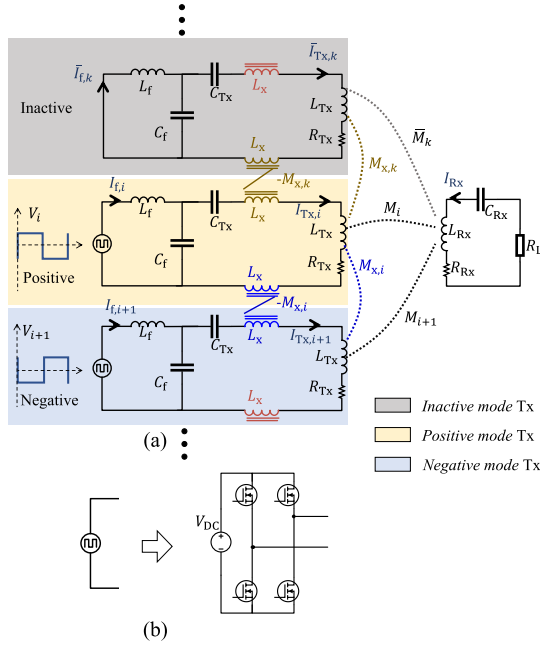 Ī_f,k
L_f
C_Tx
L_x
Ī_Tx,k
Inactive
C_f
L_Tx
R_Tx
M̄_k
L_x
-M_x,k
M_x,k
I_f,i
L_f
C_Tx
L_x
I_Tx,i
M_i
I_Rx
C_Rx
V_i
C_f
L_Tx
L_Rx
R_L
Positive
R_Tx
R_Rx
L_x
-M_x,i
M_x,i
I_f,i+1
V_i+1
L_f
C_Tx
L_x
I_Tx,i+1
M_i+1
C_f
L_Tx
Negative
L_x
R_Tx
Inactive mode Tx
Positive mode Tx
Negative mode Tx
(a)
V_DC
(b)